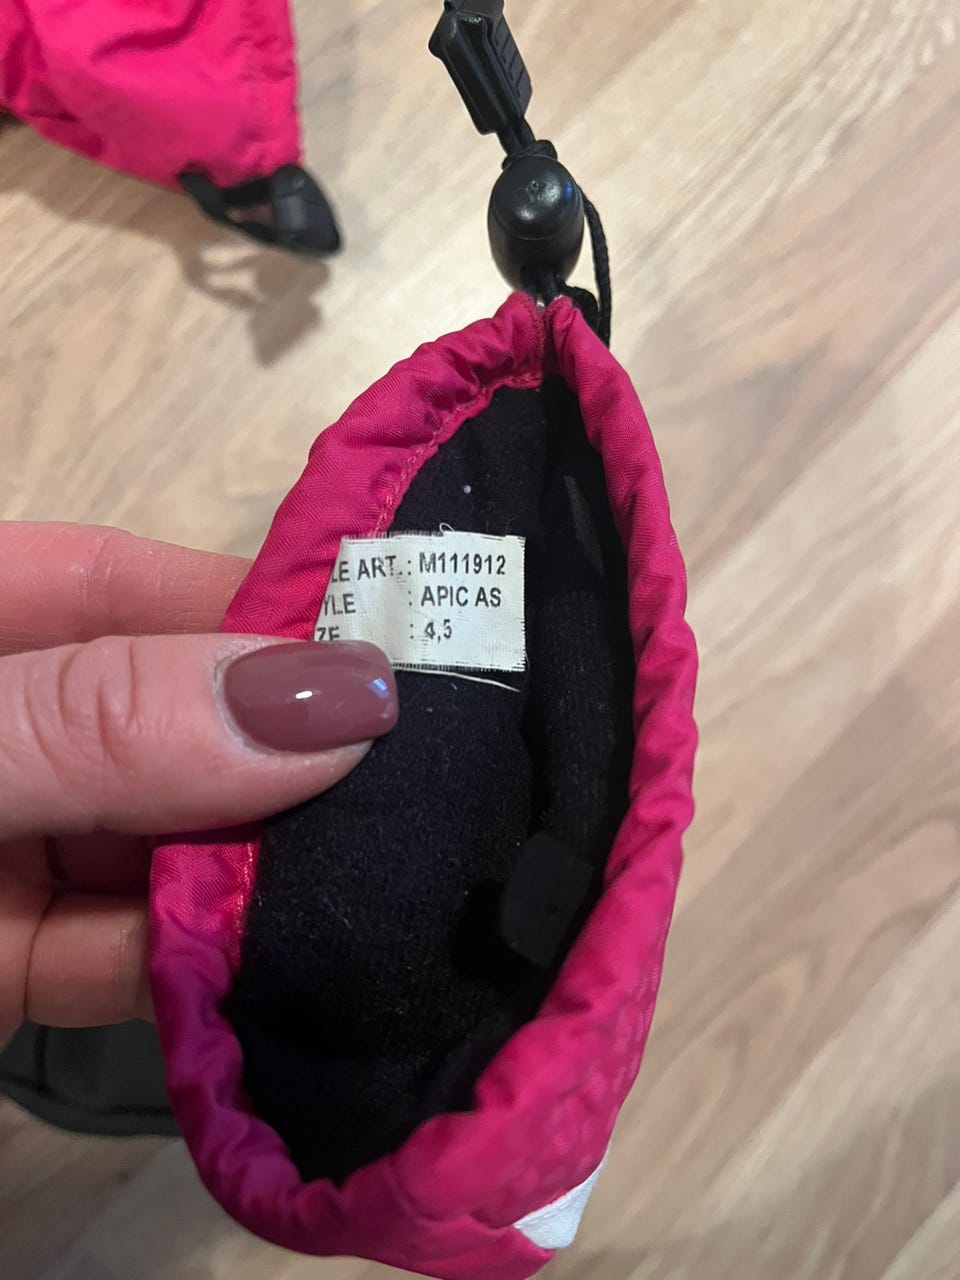 LE ART.: M111912
YLE : APIC AS
ZE : 4,5